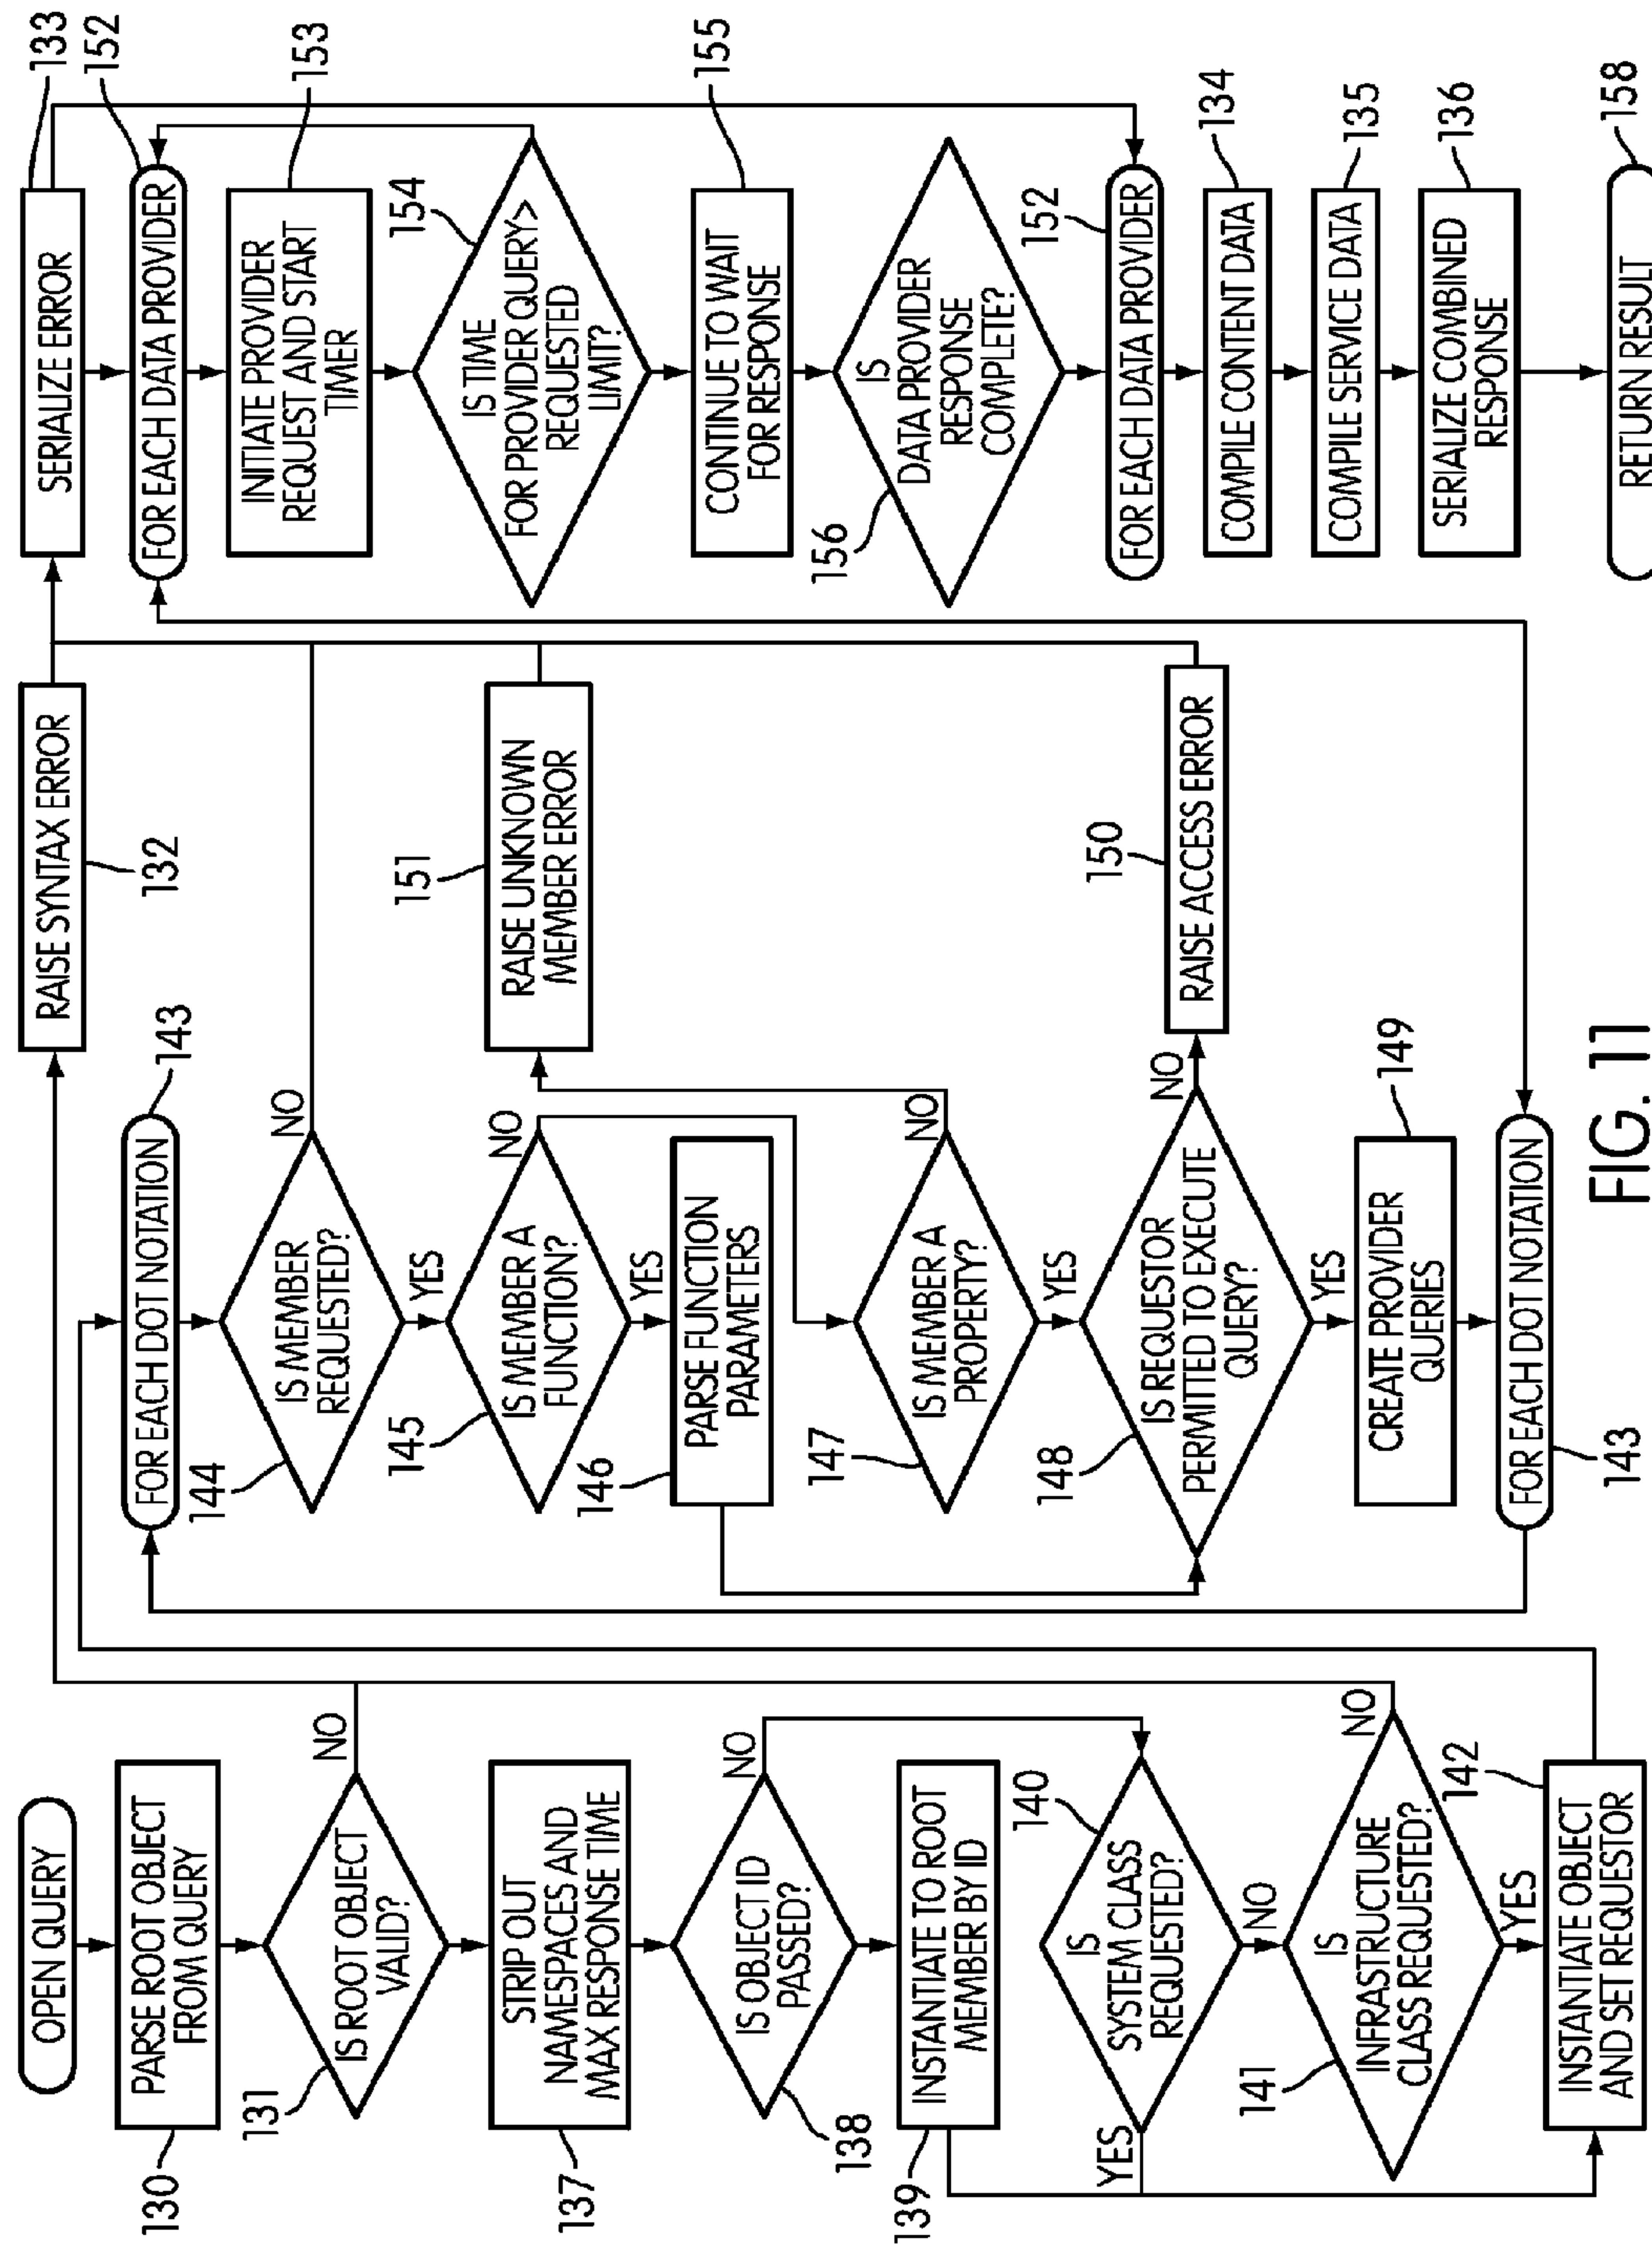 OPEN QUERY
PARSE ROOT OBJECT
FROM QUERY
130
IS ROOT OBJECT
VALID?
131
NO
STRIP OUT
NAMESPACES AND
MAX RESPONSE TIME
137
IS OBJECT ID
PASSED?
138
NO
INSTANTIATE TO ROOT
MEMBER BY ID
139
IS
SYSTEM CLASS
REQUESTED?
140
YES
NO
IS
INFRASTRUCTURE
CLASS REQUESTED?
141
NO
YES
INSTANTIATE OBJECT
AND SET REQUESTOR
142
FOR EACH DOT NOTATION
143
IS MEMBER
REQUESTED?
144
NO
YES
IS MEMBER A
FUNCTION?
145
NO
YES
PARSE FUNCTION
PARAMETERS
146
IS MEMBER A
PROPERTY?
147
NO
YES
IS REQUESTOR
PERMITTED TO EXECUTE
QUERY?
148
NO
YES
CREATE PROVIDER
QUERIES
149
FOR EACH DOT NOTATION
143
RAISE SYNTAX ERROR
132
RAISE UNKNOWN
MEMBER ERROR
151
RAISE ACCESS ERROR
150
SERIALIZE ERROR
133
FOR EACH DATA PROVIDER
152
INITIATE PROVIDER
REQUEST AND START
TIMER
153
IS TIME
FOR PROVIDER QUERY>
REQUESTED
LIMIT?
154
CONTINUE TO WAIT
FOR RESPONSE
155
IS
DATA PROVIDER
RESPONSE
COMPLETE?
156
FOR EACH DATA PROVIDER
152
COMPILE CONTENT DATA
134
COMPILE SERVICE DATA
135
SERIALIZE COMBINED
RESPONSE
136
RETURN RESULT
158
FIG. 11